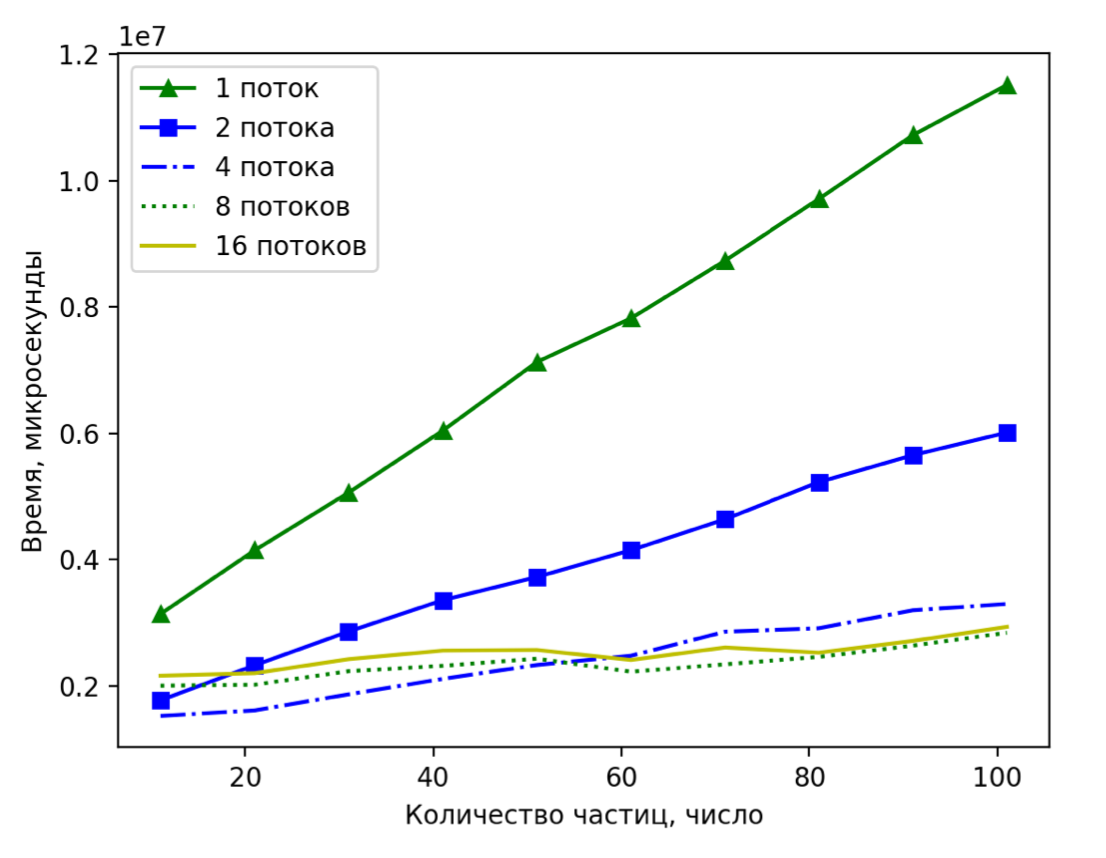 1e7
1.2
1.0
0.8
0.6
0.4
0.2
Время, микросекунды
1 поток
2 потока
4 потока
8 потоков
16 потоков
20 40 60 80 100
Количество частиц, число